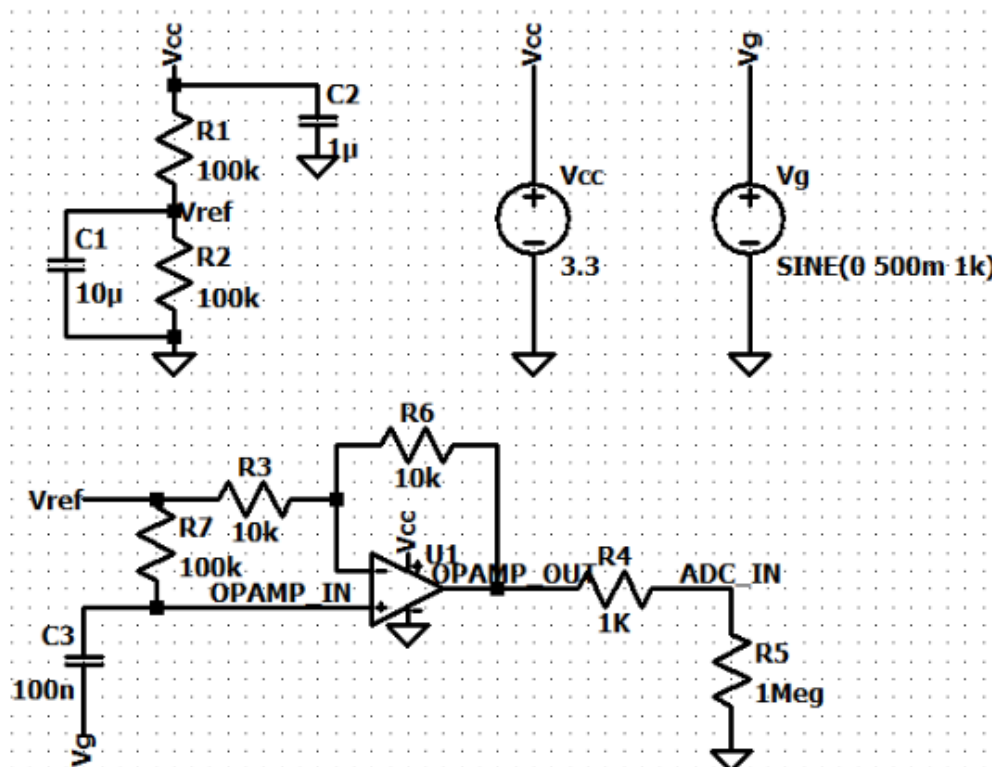 Vcc
C2
1µ
R1
100k
Vref
C1
10µ
R2
100k
Vcc
Vcc
3.3
Vg
Vg
SINE(0 500m 1k)
R6
10k
R3
10k
Vref
R7
100k
Vcc
U1
OPAMP_IN
OPAMP_OUT
R4
1K
ADC_IN
C3
100n
Vg
R5
1Meg